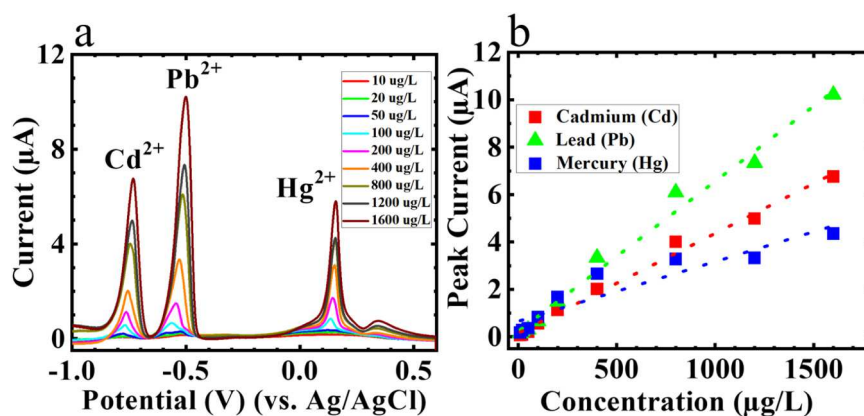 a
12
8
4
0
Current (μA)
Cd2+
Pb2+
Hg2+
10 ug/L
20 ug/L
50 ug/L
100 ug/L
200 ug/L
400 ug/L
800 ug/L
1200 ug/L
1600 ug/L
-1.0 -0.5 0.0 0.5
Potential (V) (vs. Ag/AgCl)
b
12
10
8
6
4
2
0
Peak Current (μA)
Cadmium (Cd)
Lead (Pb)
Mercury (Hg)
0 500 1000 1500
Concentration (μg/L)